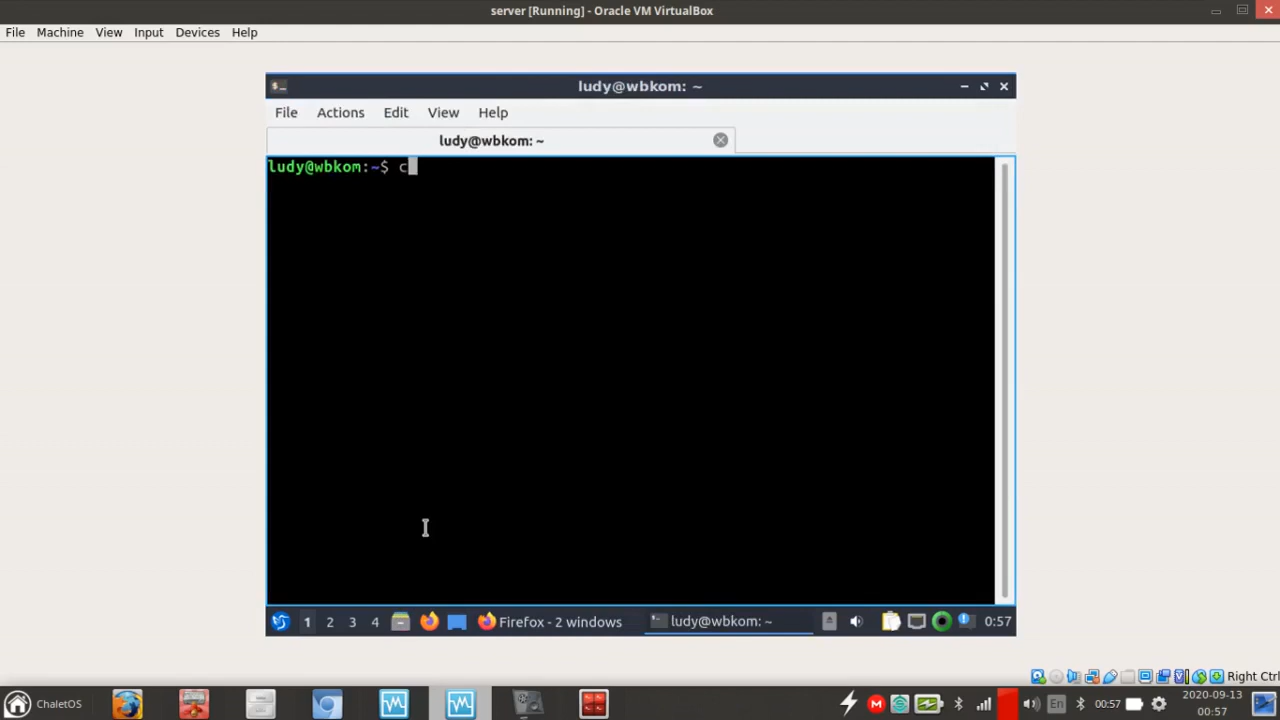 server [Running] - Oracle VM VirtualBox
File Machine View Input Devices Help
ludy@wbkom: ~
File Actions Edit View Help
ludy@wbkom: ~
ludy@wbkom:~$ c
1 2 3 4 Firefox - 2 windows ludy@wbkom: ~ 0:57
Right Ctrl
ChaletOS En 00:57 2020-09-13
00:57